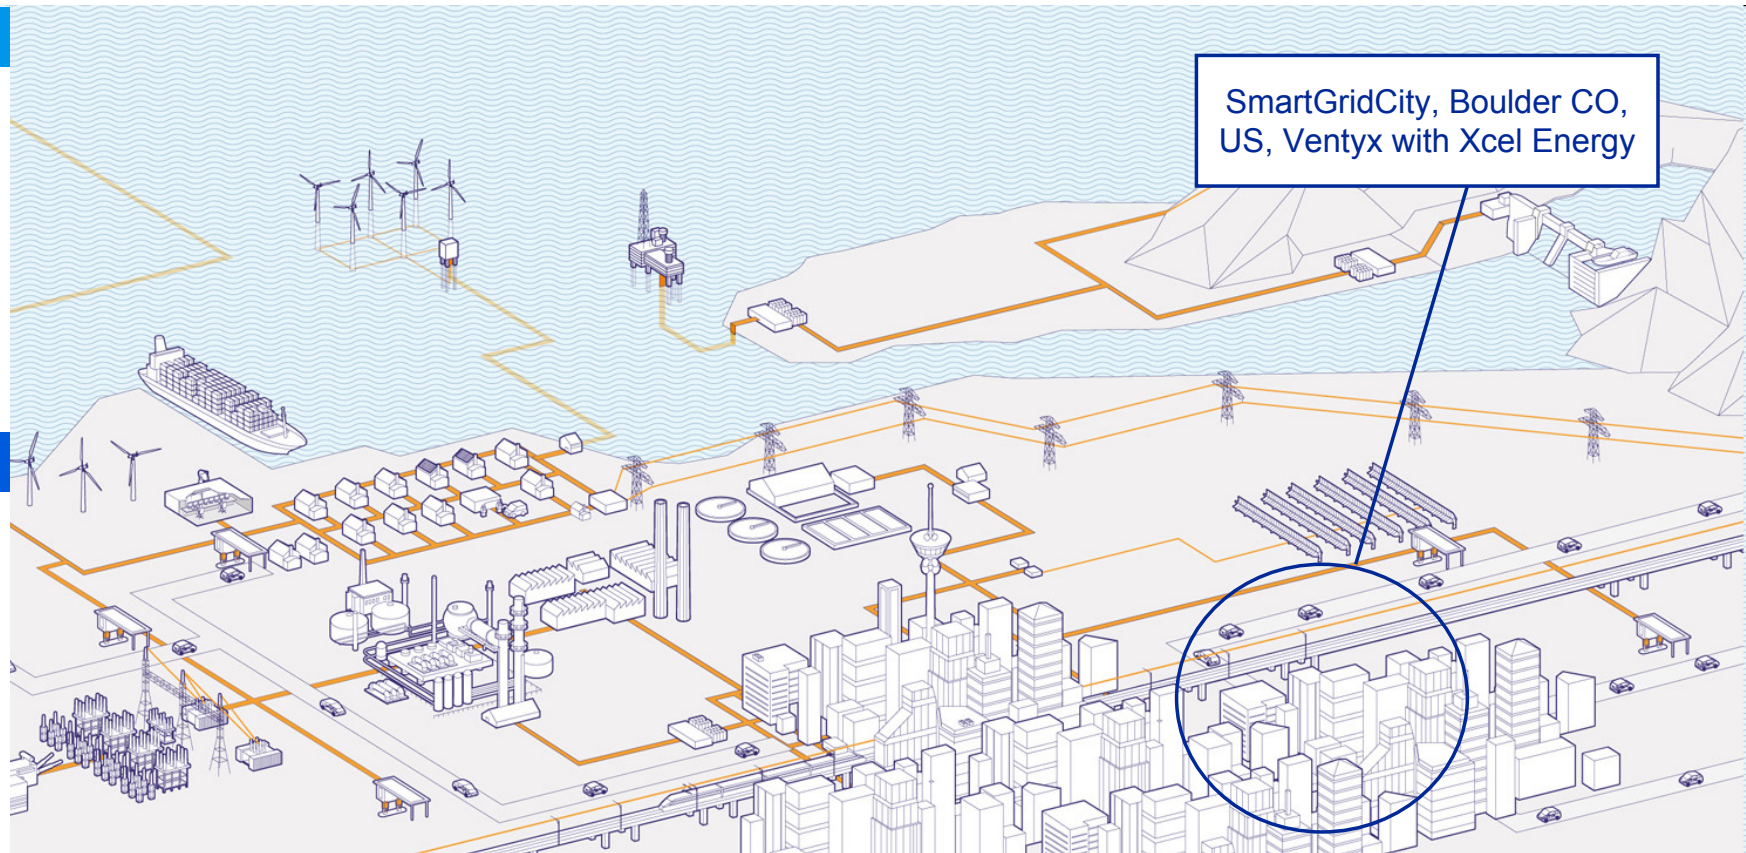 SmartGridCity, Boulder CO,
US, Ventyx with Xcel Energy